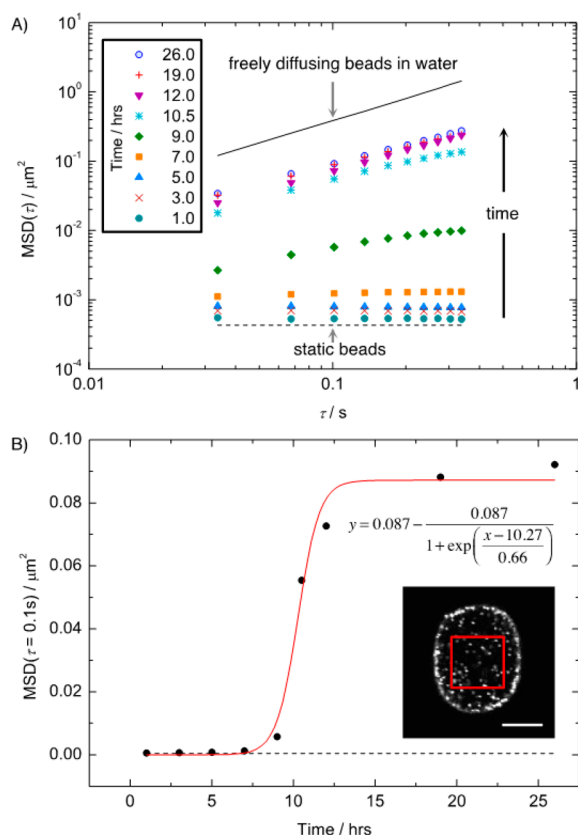 A)
MSD(τ) / μm²
10¹
10⁰
10⁻¹
10⁻²
10⁻³
10⁻⁴
Time / hrs
26.0
19.0
12.0
10.5
9.0
7.0
5.0
3.0
1.0
freely diffusing beads in water
time
static beads
0.01
0.1
1
τ / s
B)
MSD(τ = 0.1s) / μm²
0.10
0.08
0.06
0.04
0.02
0.00
y = 0.087 − 0.087 / (1 + exp((x − 10.27) / 0.66))
0
5
10
15
20
25
Time / hrs